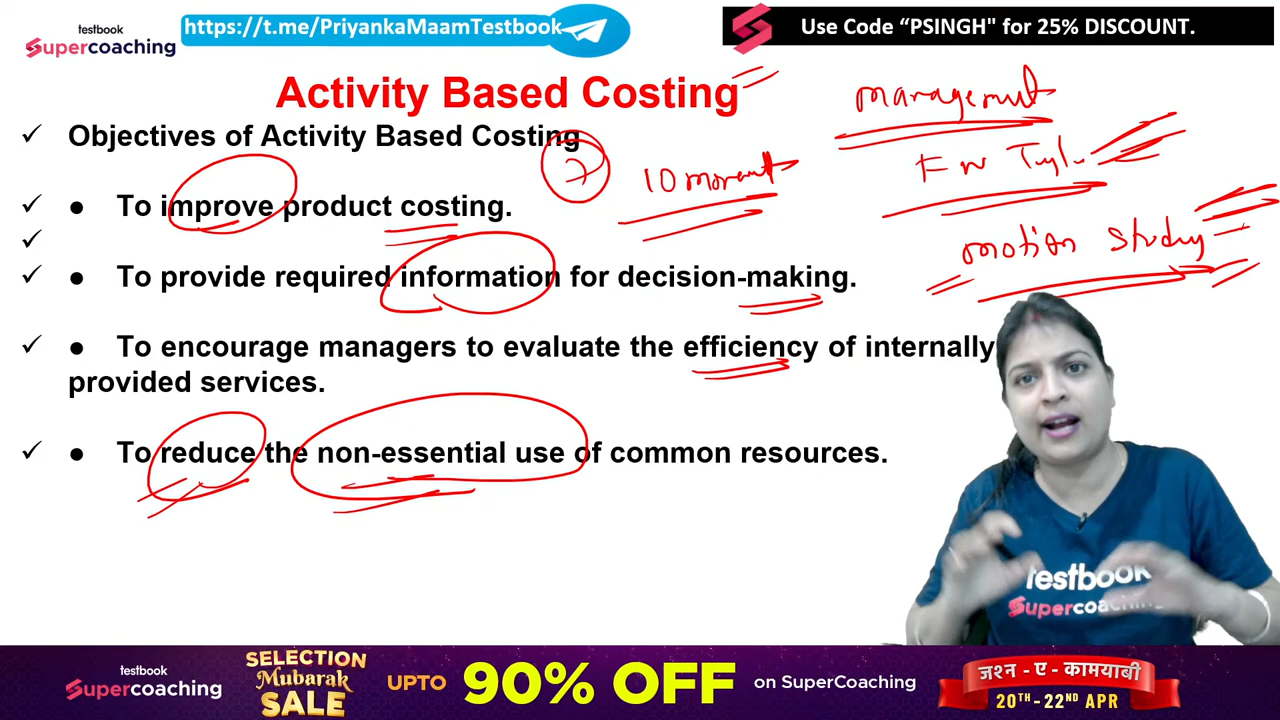 testbook
Supercoaching
https://t.me/PriyankaMaamTestbook
Use Code “PSINGH" for 25% DISCOUNT.
Activity Based Costing
management
✓ Objectives of Activity Based Costing
7
10 movement
F W
✓ ● To improve product costing.
✓
motion study
✓ ● To provide required information for decision-making.
✓ ● To encourage managers to evaluate the efficiency of internally
provided services.
✓ ● To reduce the non-essential use of common resources.
testbook
Supercoaching
testbook
Supercoaching
SELECTION
Mubarak
SALE
UPTO 90% OFF on SuperCoaching
जश्न - ए - कामयाबी
20TH - 22ND APR